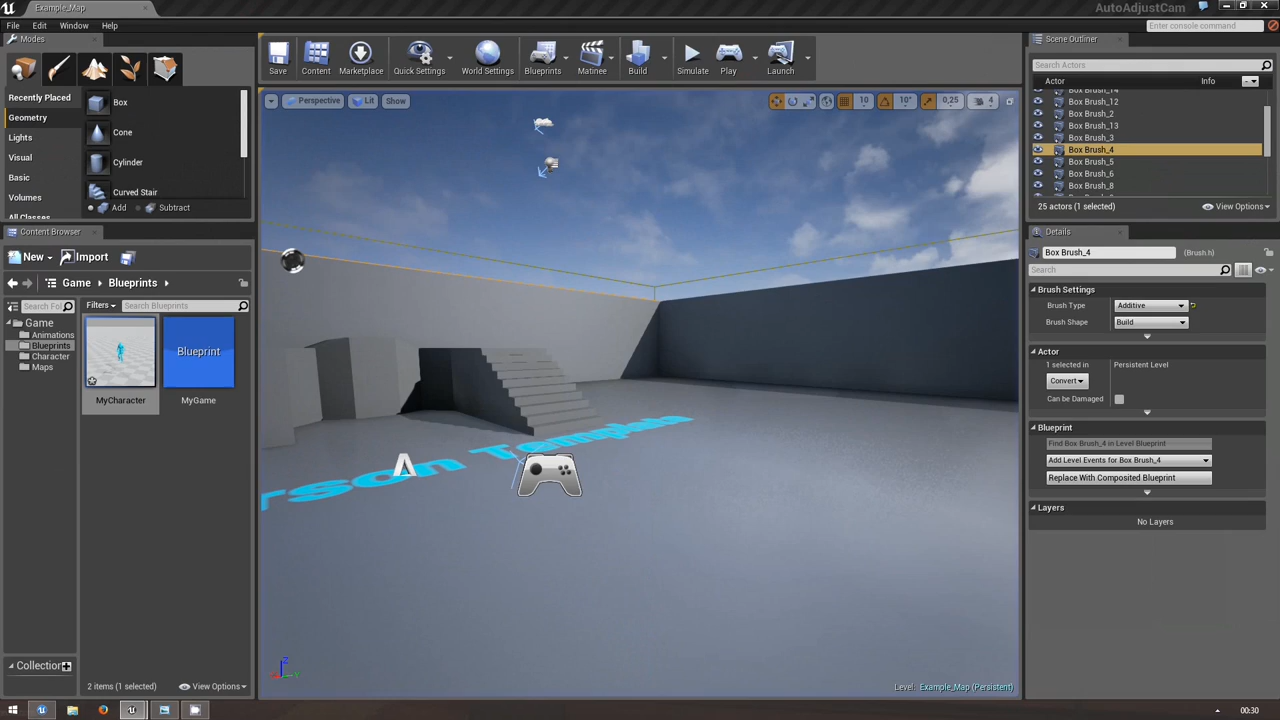 Example_Map
AutoAdjustCam
File Edit Window Help
Enter console command
Modes
Recently Placed
Geometry
Lights
Visual
Basic
Volumes
All Classes
Box
Cone
Cylinder
Curved Stair
Add Subtract
Save Content Marketplace Quick Settings World Settings Blueprints Matinee Build Simulate Play Launch
Perspective Lit Show
10 10° 0,25 4
rson Template
Level: Example_Map (Persistent)
Content Browser
New Import
Game Blueprints
Search Fol
Filters Search Blueprints
Game
Animations
Blueprints
Character
Maps
Blueprint
MyCharacter MyGame
Collection
2 items (1 selected) View Options
Scene Outliner
Search Actors
Actor Info
Box Brush_14
Box Brush_12
Box Brush_2
Box Brush_13
Box Brush_3
Box Brush_4
Box Brush_5
Box Brush_6
Box Brush_8
25 actors (1 selected) View Options
Details
Box Brush_4 (Brush.h)
Search
Brush Settings
Brush Type Additive
Brush Shape Build
Actor
1 selected in Persistent Level
Convert
Can be Damaged
Blueprint
Find Box Brush_4 in Level Blueprint
Add Level Events for Box Brush_4
Replace With Composited Blueprint
Layers
No Layers
00:30